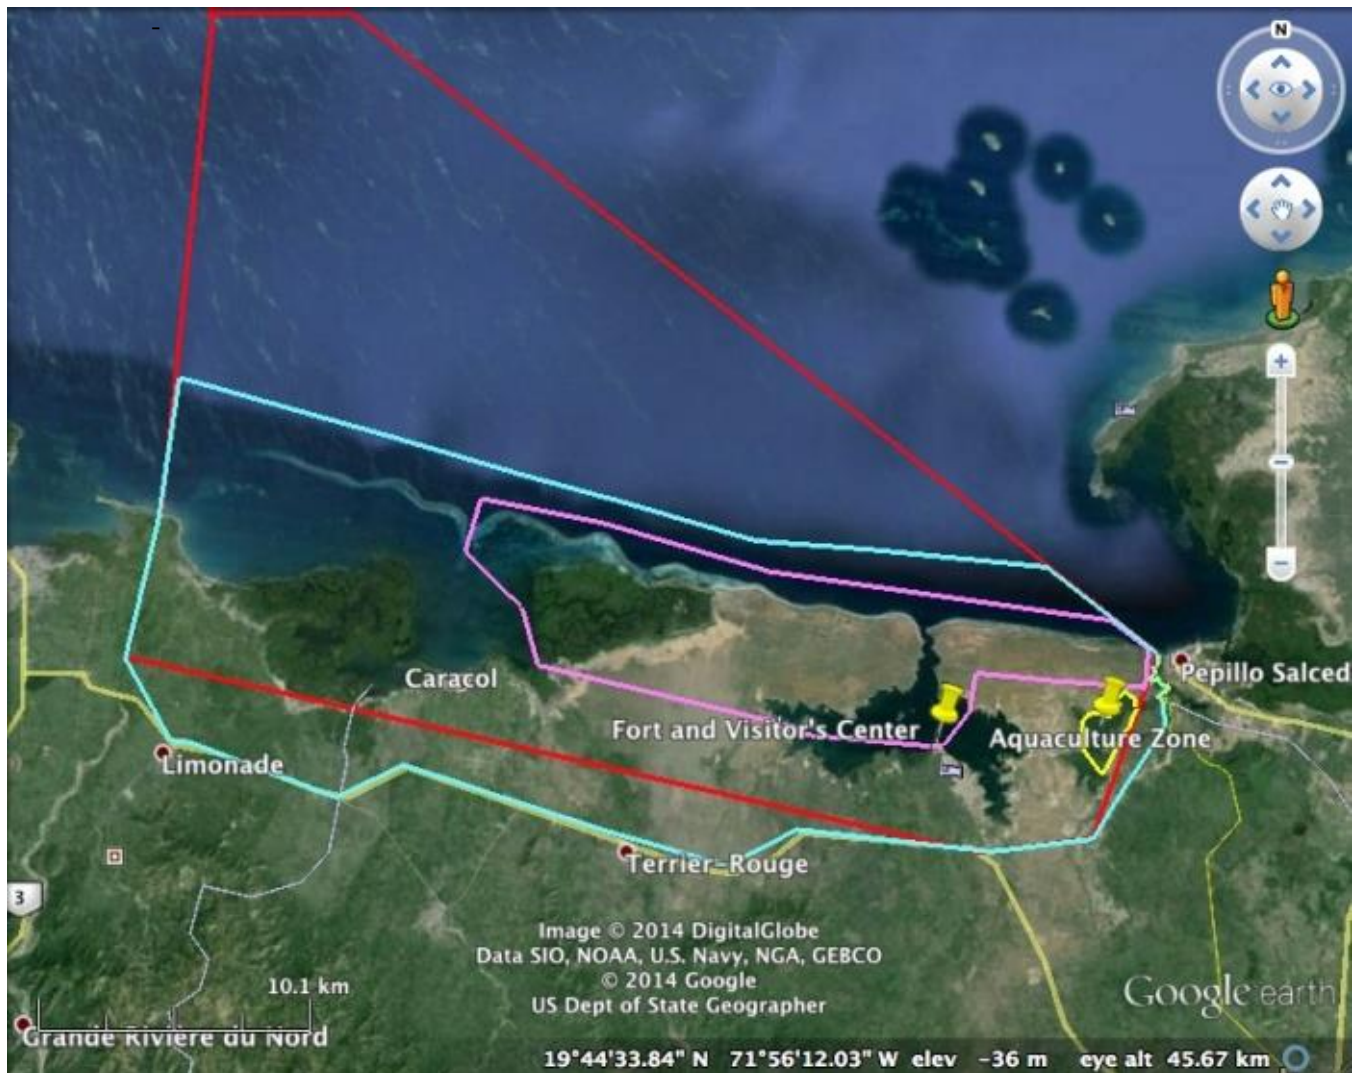 N
Caracol
Pepillo Salced
Fort and Visitor's Center
Aquaculture Zone
Limonade
Terrier-Rouge
3
Image © 2014 DigitalGlobe
Data SIO, NOAA, U.S. Navy, NGA, GEBCO
© 2014 Google
US Dept of State Geographer
10.1 km
Google earth
Grande Rivière du Nord
19°44'33.84" N 71°56'12.03" W elev -36 m eye alt 45.67 km